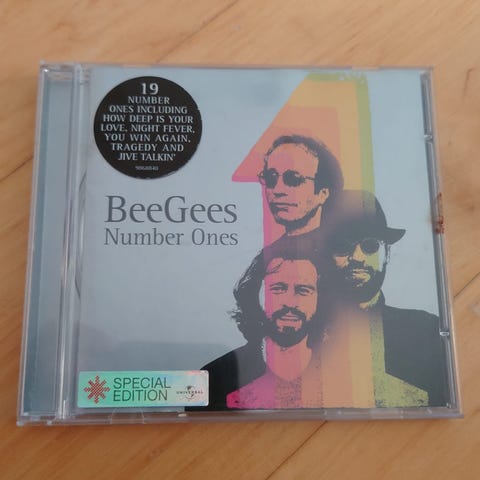 19
NUMBER
ONES INCLUDING
HOW DEEP IS YOUR
LOVE, NIGHT FEVER,
YOU WIN AGAIN,
TRAGEDY AND
JIVE TALKIN'
BeeGees
Number Ones
SPECIAL
EDITION
UNIVERSAL